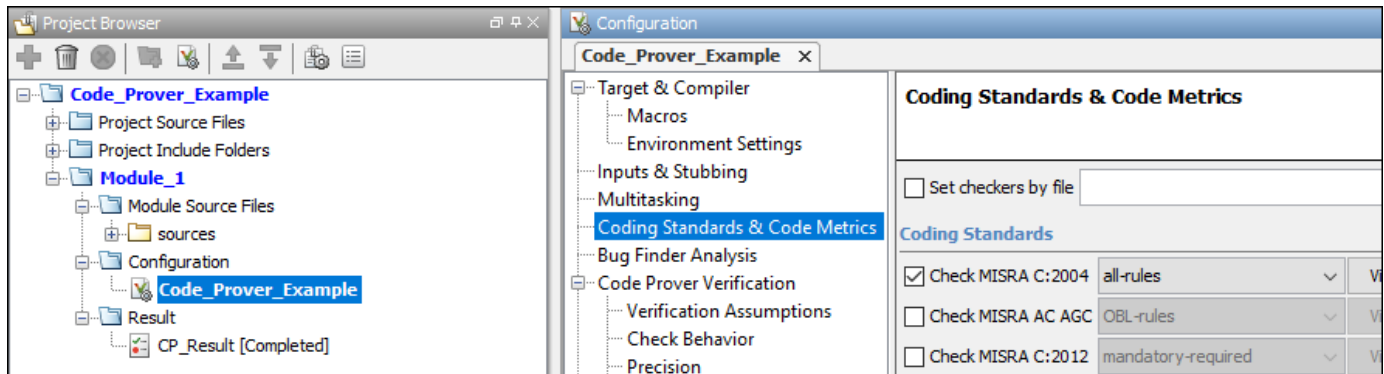 Project Browser
Code_Prover_Example
Project Source Files
Project Include Folders
Module_1
Module Source Files
sources
Configuration
Code_Prover_Example
Result
CP_Result [Completed]
Configuration
Code_Prover_Example X
Target & Compiler
Macros
Environment Settings
Inputs & Stubbing
Multitasking
Coding Standards & Code Metrics
Bug Finder Analysis
Code Prover Verification
Verification Assumptions
Check Behavior
Precision
Coding Standards & Code Metrics
Set checkers by file
Coding Standards
Check MISRA C:2004 all-rules
Check MISRA AC AGC OBL-rules
Check MISRA C:2012 mandatory-required